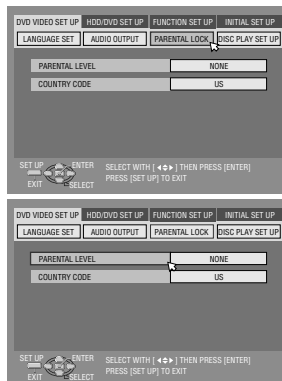 DVD VIDEO SET UP HDD/DVD SET UP FUNCTION SET UP INITIAL SET UP
LANGUAGE SET AUDIO OUTPUT PARENTAL LOCK DISC PLAY SET UP
PARENTAL LEVEL NONE
COUNTRY CODE US
SET UP ENTER SELECT WITH [ ] THEN PRESS [ENTER]
EXIT SELECT PRESS [SET UP] TO EXIT
DVD VIDEO SET UP HDD/DVD SET UP FUNCTION SET UP INITIAL SET UP
LANGUAGE SET AUDIO OUTPUT PARENTAL LOCK DISC PLAY SET UP
PARENTAL LEVEL NONE
COUNTRY CODE US
SET UP ENTER SELECT WITH [ ] THEN PRESS [ENTER]
EXIT SELECT PRESS [SET UP] TO EXIT